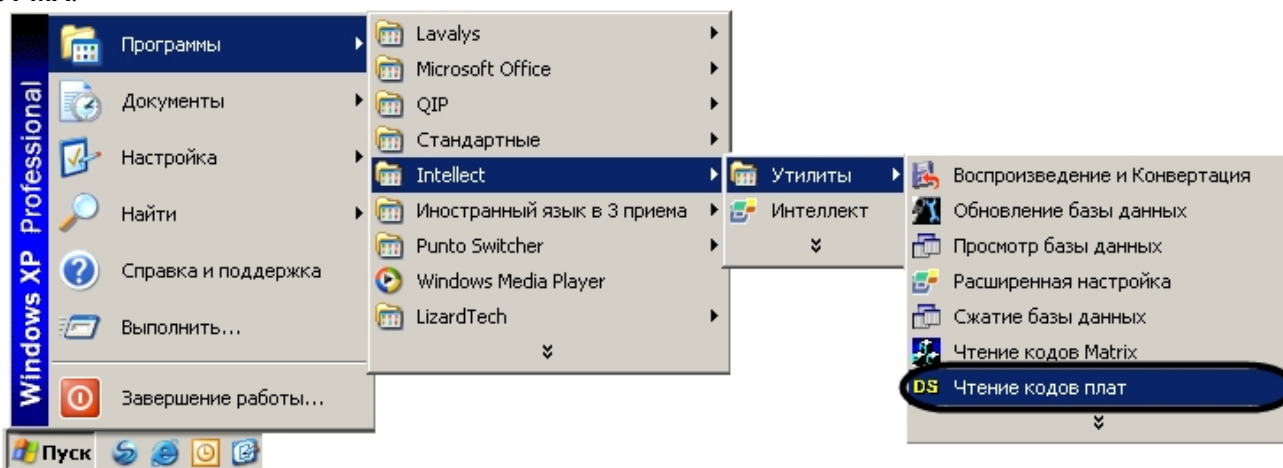 Windows XP Professional
Программы
Документы
Настройка
Найти
Справка и поддержка
Выполнить...
Завершение работы...
Пуск
Lavalys
Microsoft Office
QIP
Стандартные
Intellect
Иностранный язык в 3 приема
Punto Switcher
Windows Media Player
LizardTech
Утилиты
Интеллект
Воспроизведение и Конвертация
Обновление базы данных
Просмотр базы данных
Расширенная настройка
Сжатие базы данных
Чтение кодов Matrix
DS Чтение кодов плат